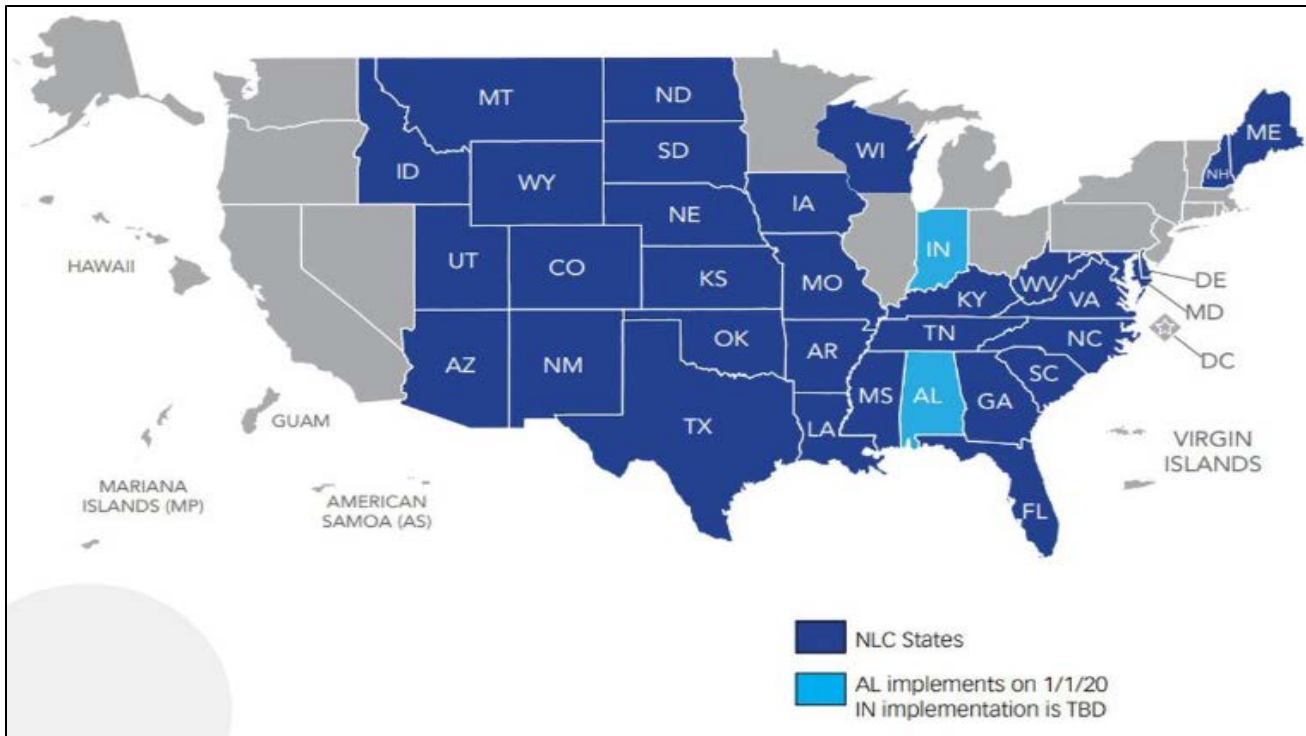 MT
ND
ME
ID
SD
WI
NH
WY
NE
IA
IN
UT
CO
KS
MO
WV
VA
DE
MD
DC
KY
TN
NC
AZ
NM
OK
AR
SC
TX
LA
MS
AL
GA
FL
HAWAII
GUAM
MARIANA
ISLANDS (MP)
AMERICAN
SAMOA (AS)
VIRGIN
ISLANDS
NLC States
AL implements on 1/1/20
IN implementation is TBD